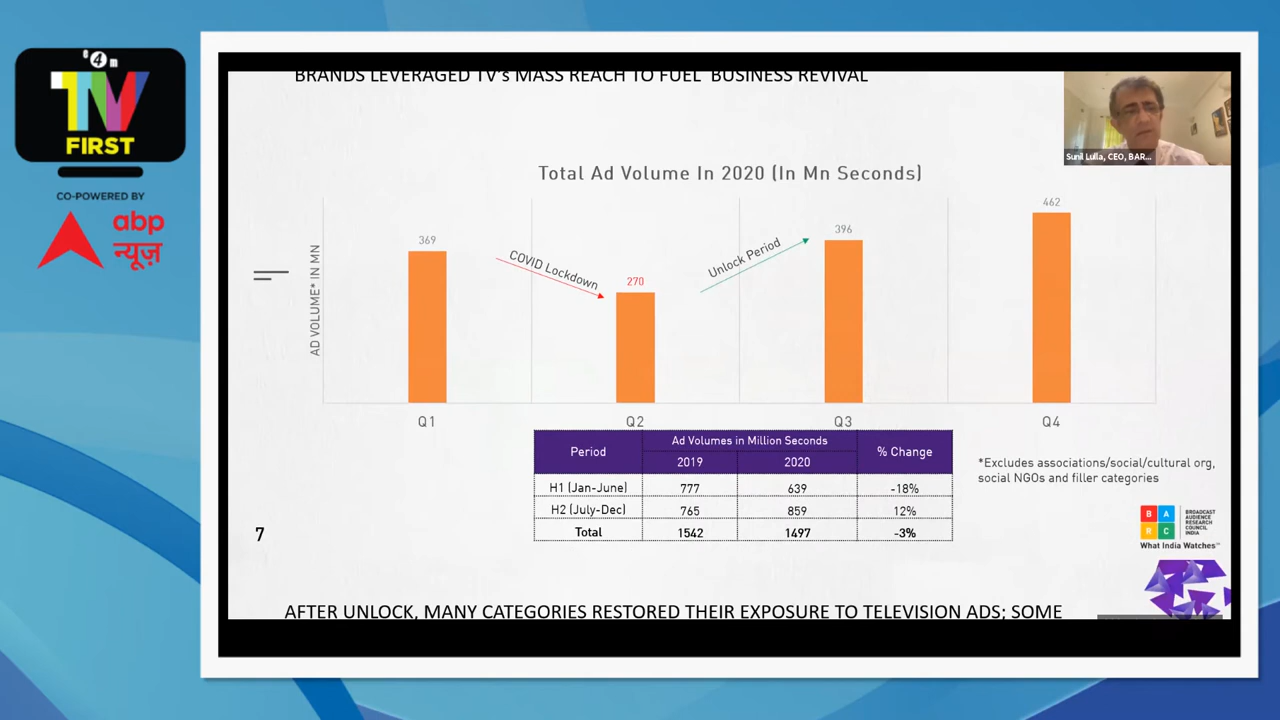 e4m
TV
FIRST
CO-POWERED BY
abp
न्यूज़
BRANDS LEVERAGED TV's MASS REACH TO FUEL BUSINESS REVIVAL
Sunil Lulla, CEO, BAR...
Total Ad Volume In 2020 (In Mn Seconds)
AD VOLUME* IN MN
369
COVID Lockdown
270
Unlock Period
396
462
Q1
Q2
Q3
Q4
Period
Ad Volumes in Million Seconds
% Change
2019
2020
H1 (Jan-June) 777 639 -18%
H2 (July-Dec) 765 859 12%
Total 1542 1497 -3%
*Excludes associations/social/cultural org,
social NGOs and filler categories
B A R C
BROADCAST
AUDIENCE
RESEARCH
COUNCIL
INDIA
What India Watches™
7
AFTER UNLOCK, MANY CATEGORIES RESTORED THEIR EXPOSURE TO TELEVISION ADS; SOME